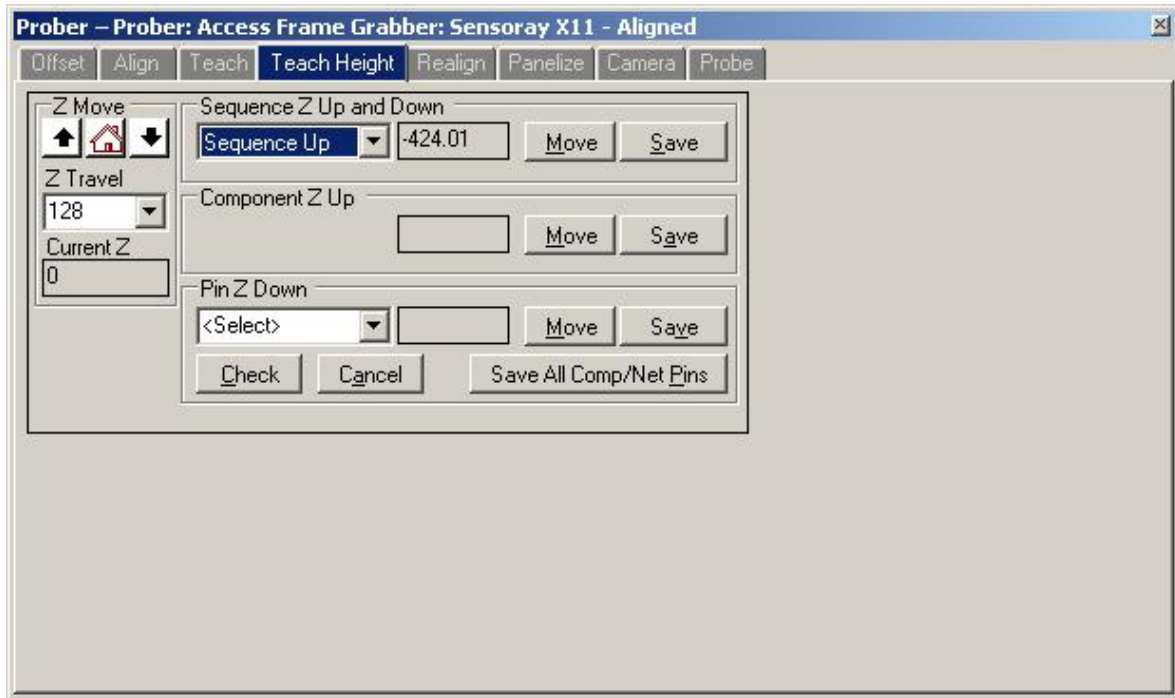 Prober – Prober: Access Frame Grabber: Sensoray X11 - Aligned
Offset Align Teach Teach Height Realign Panelize Camera Probe
Z Move
Z Travel
128
Current Z
0
Sequence Z Up and Down
Sequence Up -424.01 Move Save
Component Z Up
Move Save
Pin Z Down
<Select> Move Save
Check Cancel Save All Comp/Net Pins